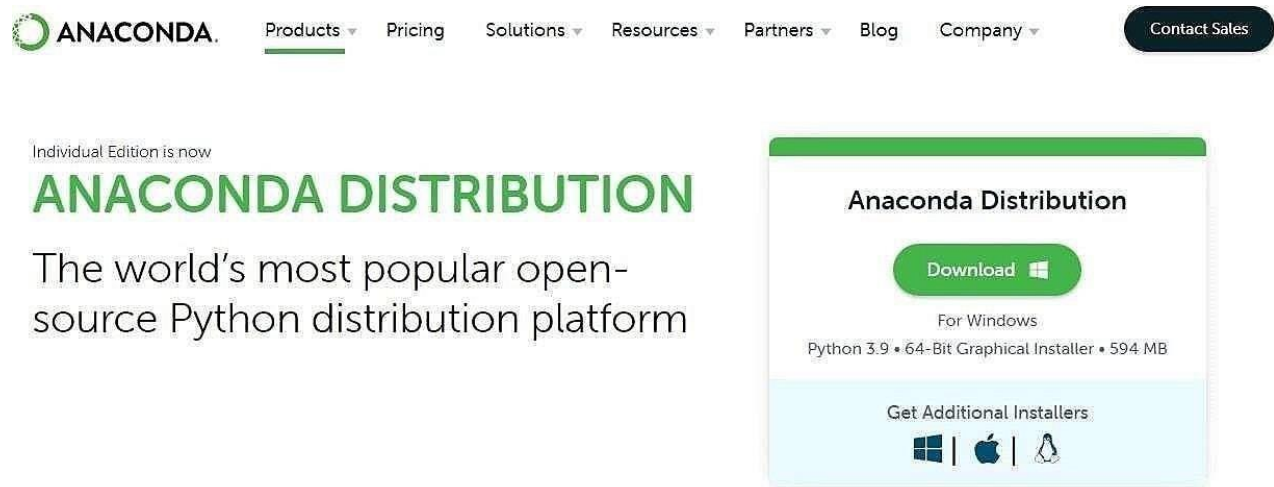 ANACONDA.
Products Pricing Solutions Resources Partners Blog Company Contact Sales
Individual Edition is now
ANACONDA DISTRIBUTION
The world's most popular open-
source Python distribution platform
Anaconda Distribution
Download
For Windows
Python 3.9 • 64-Bit Graphical Installer • 594 MB
Get Additional Installers
| |